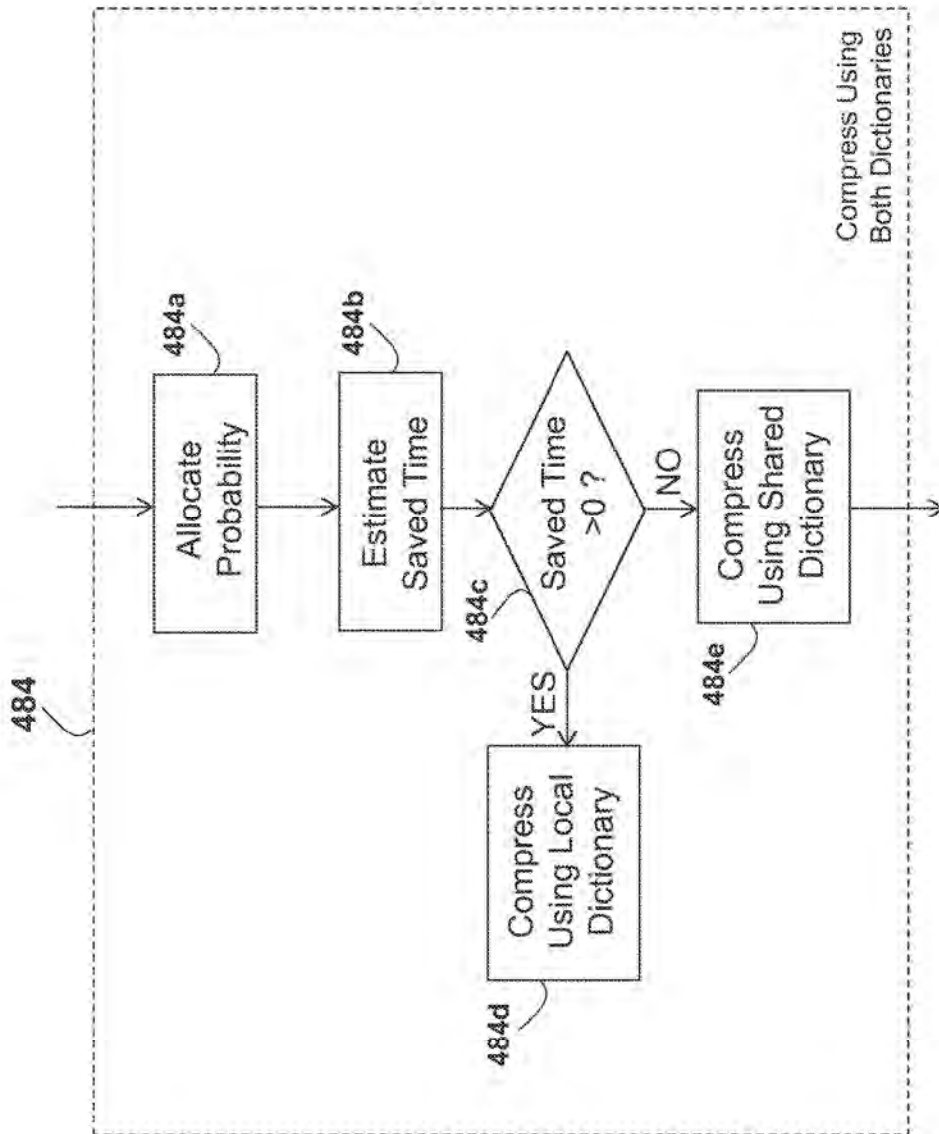 484
484a
Allocate
Probability
484b
Estimate
Saved Time
484c
Saved Time
>0 ?
YES
NO
484d
Compress
Using Local
Dictionary
484e
Compress
Using Shared
Dictionary
Compress Using
Both Dictionaries